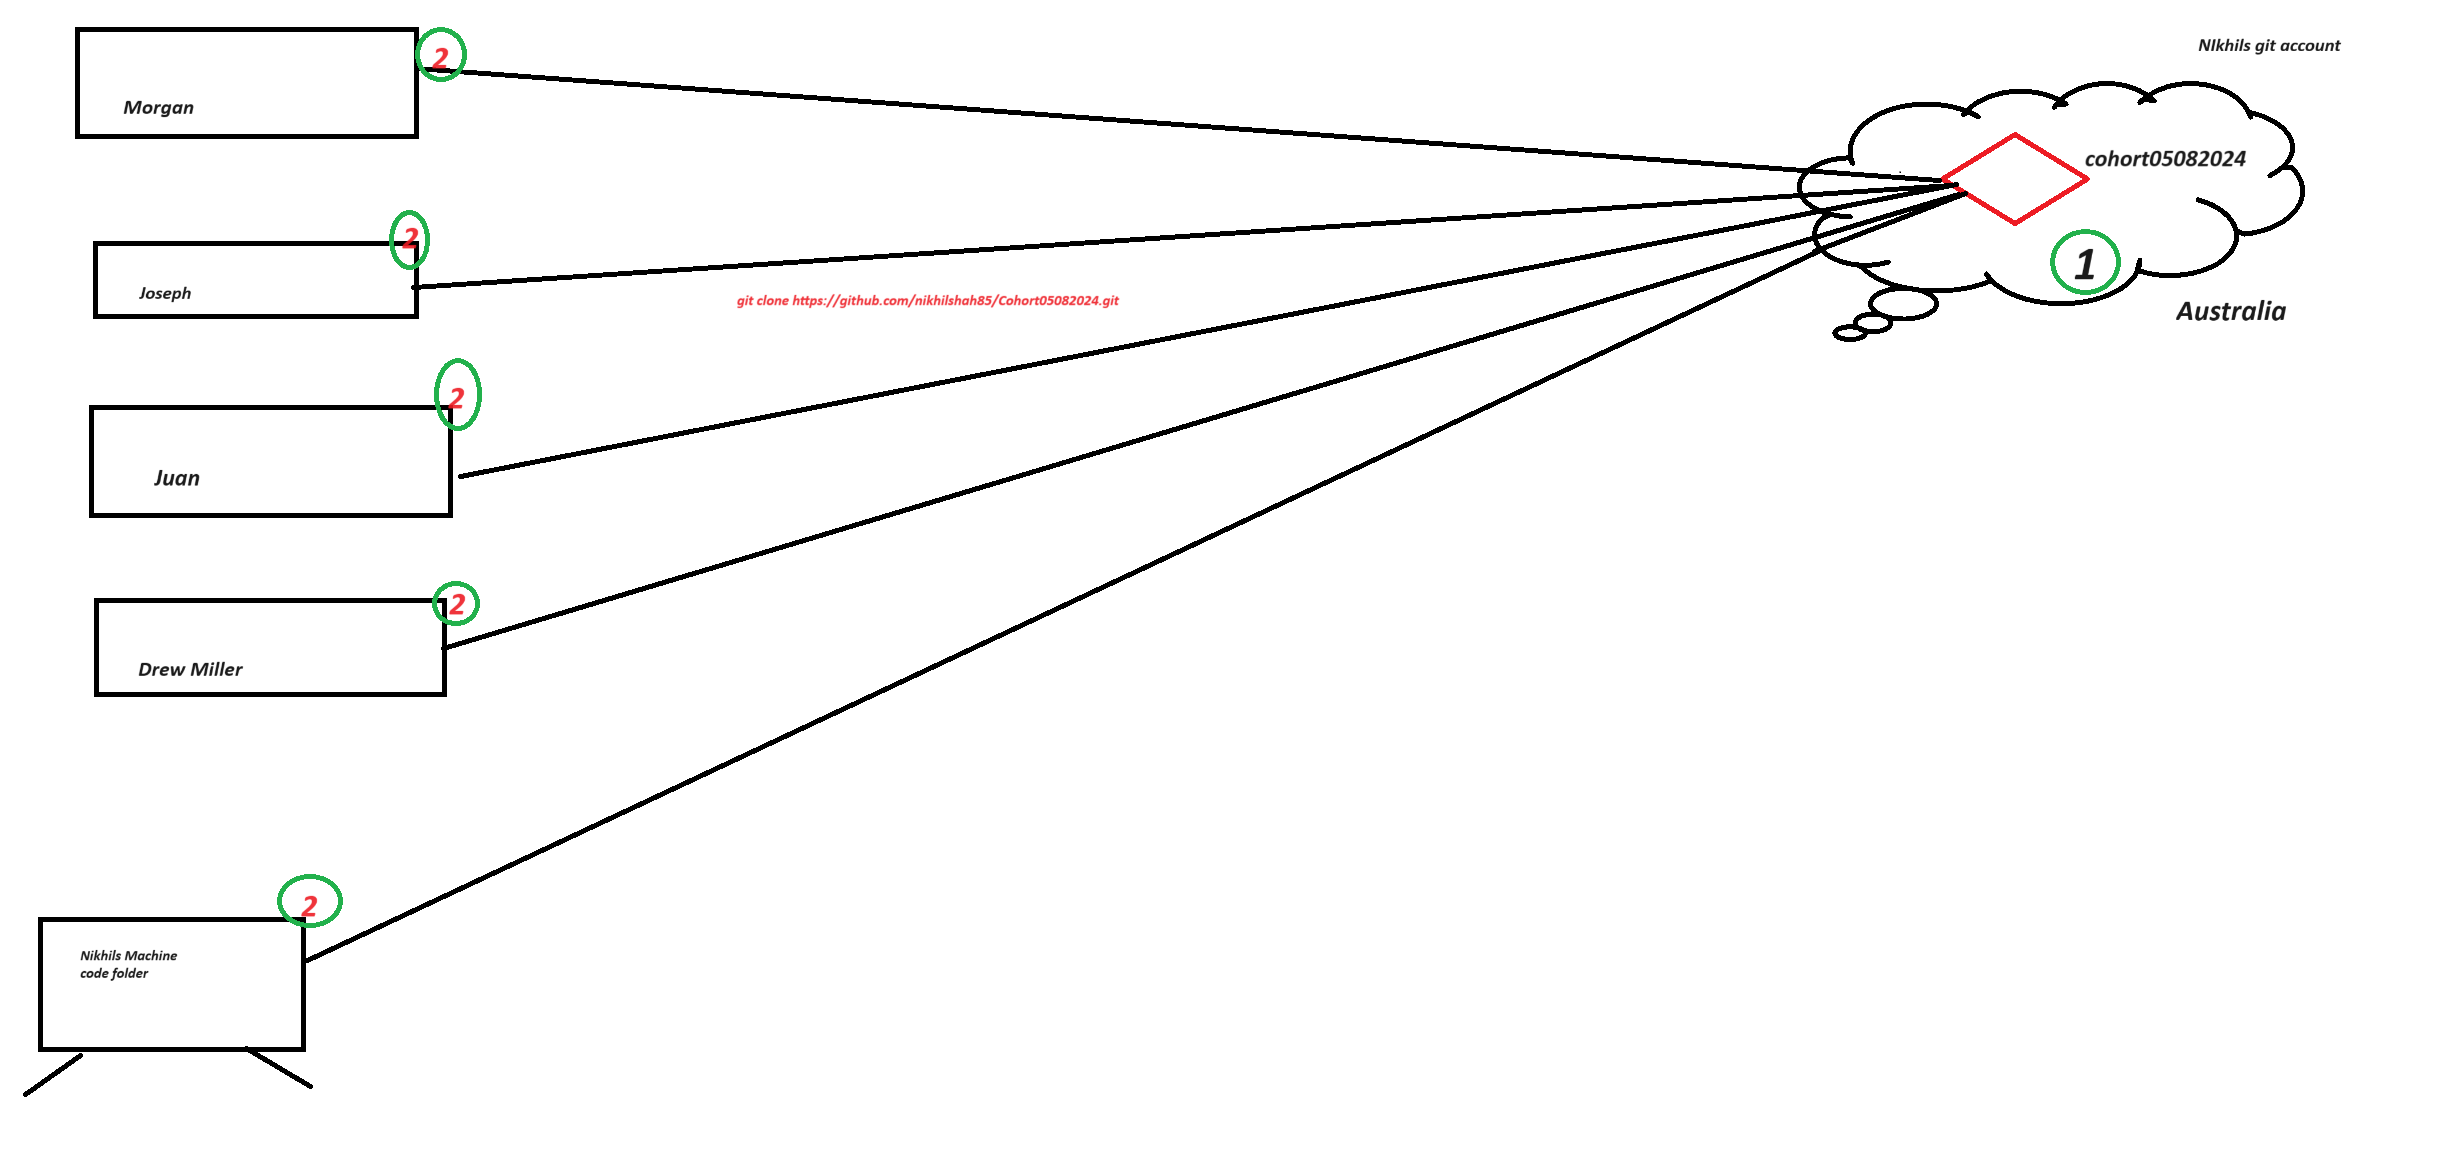 NIkhils git account
2
Morgan
cohort05082024
2
Joseph
1
git clone https://github.com/nikhilshah85/Cohort05082024.git
Australia
2
Juan
2
Drew Miller
2
Nikhils Machine
code folder